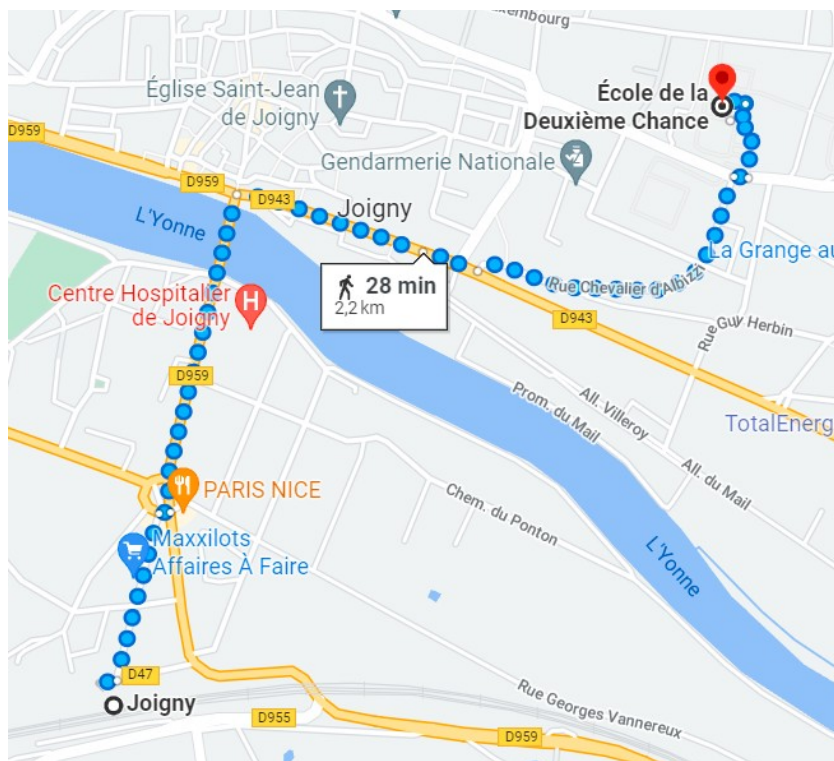 Église Saint-Jean
de Joigny
École de la
Deuxième Chance
D959
Gendarmerie Nationale
D959
D943
Joigny
L'Yonne
La Grange au
Centre Hospitalier
de Joigny
28 min
2,2 km
Rue Chevalier d'Albizzi
D943
Rue Guy Herbin
D959
Prom. du Mail
All. Villeroy
TotalEnerg
All. du Mail
PARIS NICE
Chem. du Ponton
Maxxilots
Affaires À Faire
L'Yonne
D47
Joigny
Rue Georges Vannereux
D955
D959